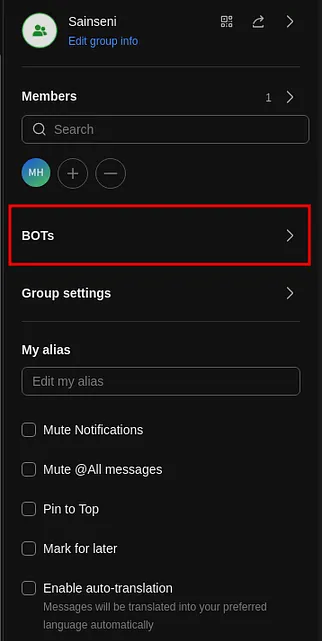 Sainseni
Edit group info
Members
1
Search
MH
BOTs
Group settings
My alias
Edit my alias
Mute Notifications
Mute @All messages
Pin to Top
Mark for later
Enable auto-translation
Messages will be translated into your preferred
language automatically